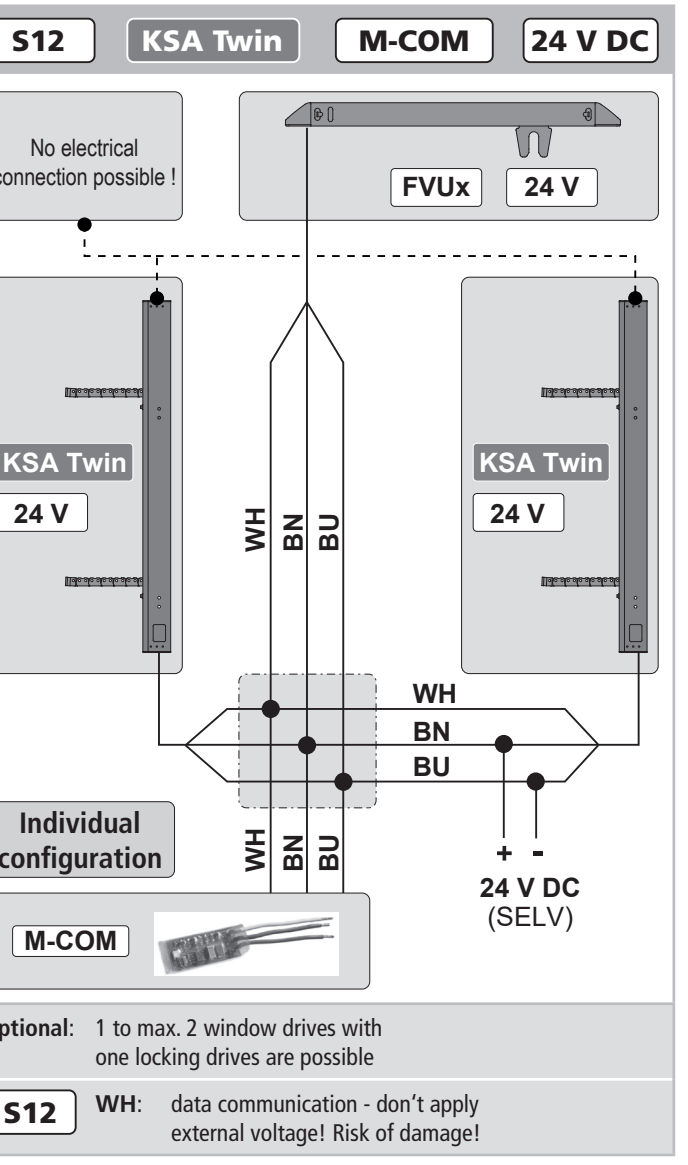 S12 KSA Twin M-COM 24 V DC
No electrical
connection possible !
FVUx 24 V
KSA Twin
24 V
KSA Twin
24 V
WH BN BU
WH
BN
BU
WH BN BU
+ -
24 V DC
(SELV)
Individual
configuration
M-COM
ptional: 1 to max. 2 window drives with
one locking drives are possible
S12 WH: data communication - don't apply
external voltage! Risk of damage!